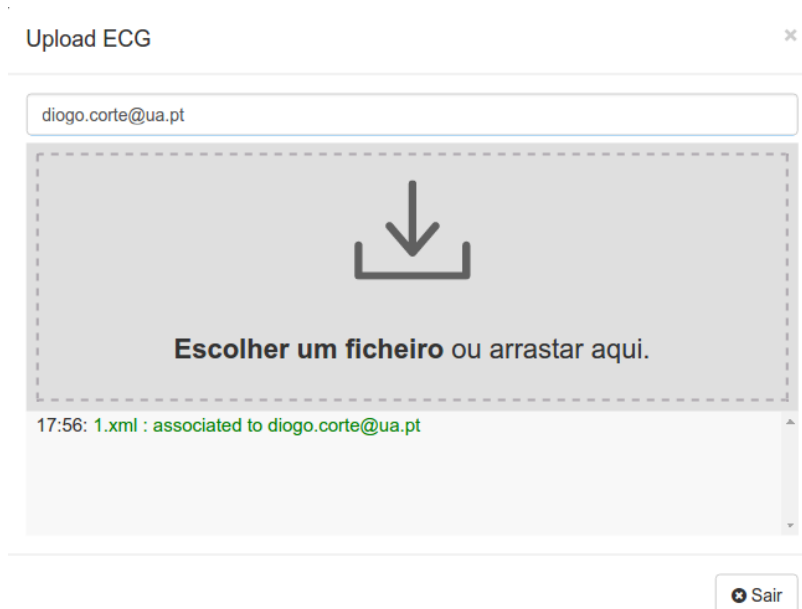 Upload ECG ×
diogo.corte@ua.pt
Escolher um ficheiro ou arrastar aqui.
17:56: 1.xml : associated to diogo.corte@ua.pt
Sair